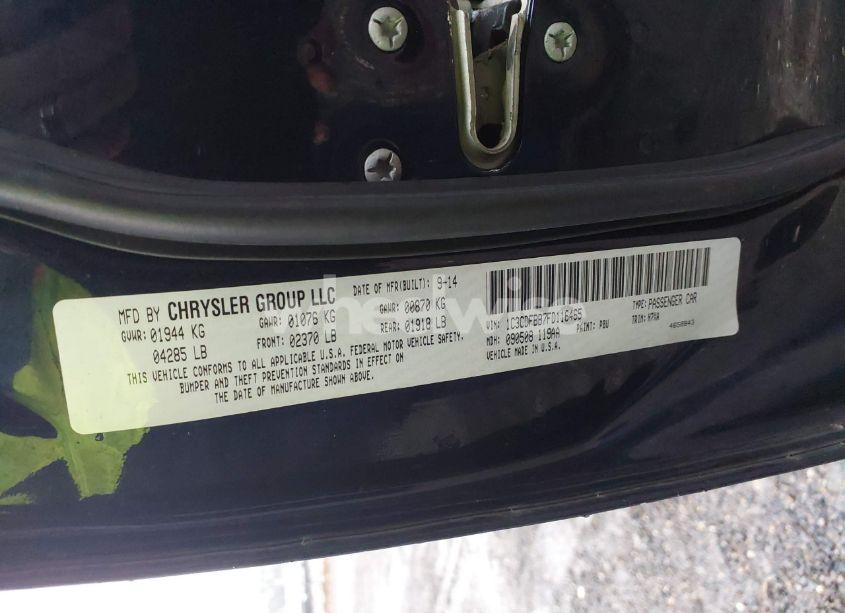 MFD BY CHRYSLER GROUP LLC DATE OF MFR(BUILT): 9-14
GVWR: 01944 KG GAWR: 01076 KG GAWR: 00870 KG
04285 LB FRONT: 02370 LB REAR: 01918 LB
THIS VEHICLE CONFORMS TO ALL APPLICABLE U.S.A. FEDERAL MOTOR VEHICLE SAFETY,
BUMPER AND THEFT PREVENTION STANDARDS IN EFFECT ON
THE DATE OF MANUFACTURE SHOWN ABOVE.
VIN: 1C3CDFBB7FD116465 TYPE: PASSENGER CAR
MDH: 090508 119AA PAINT: PBU TRIM:
VEHICLE MADE IN U.S.A.